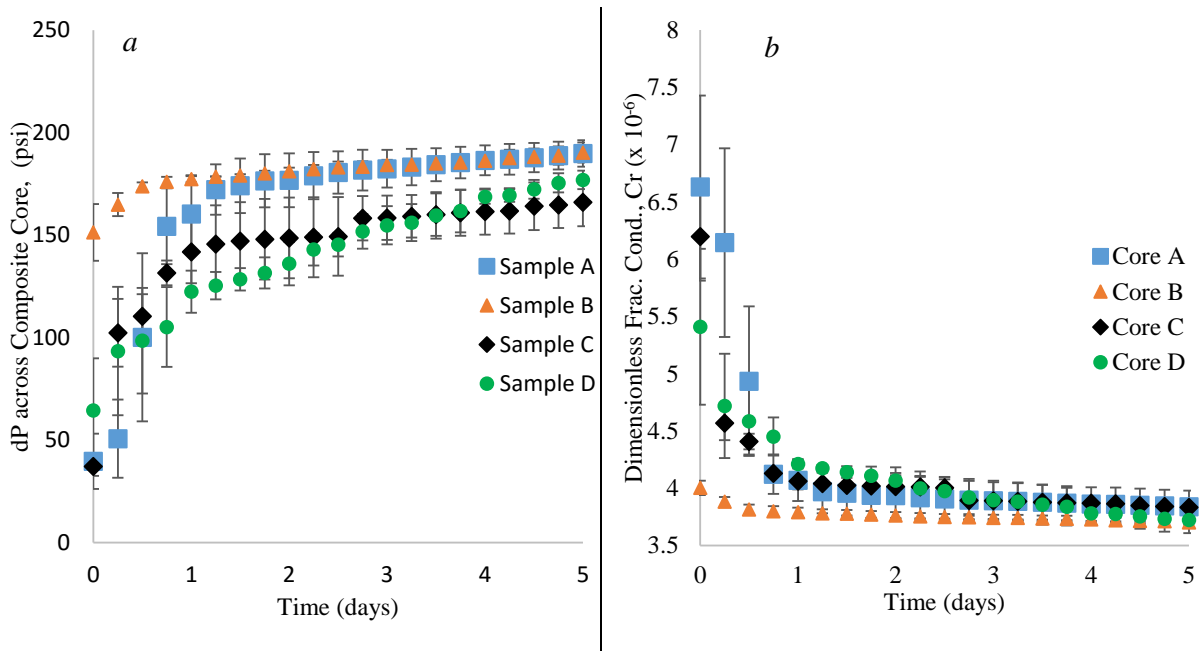 a
dP across Composite Core, (psi)
250
200
150
100
50
0
0 1 2 3 4 5
Time (days)
Sample A
Sample B
Sample C
Sample D
b
Dimensionless Frac. Cond., Cr (x 10-6)
8
7.5
7
6.5
6
5.5
5
4.5
4
3.5
0 1 2 3 4 5
Time (days)
Core A
Core B
Core C
Core D